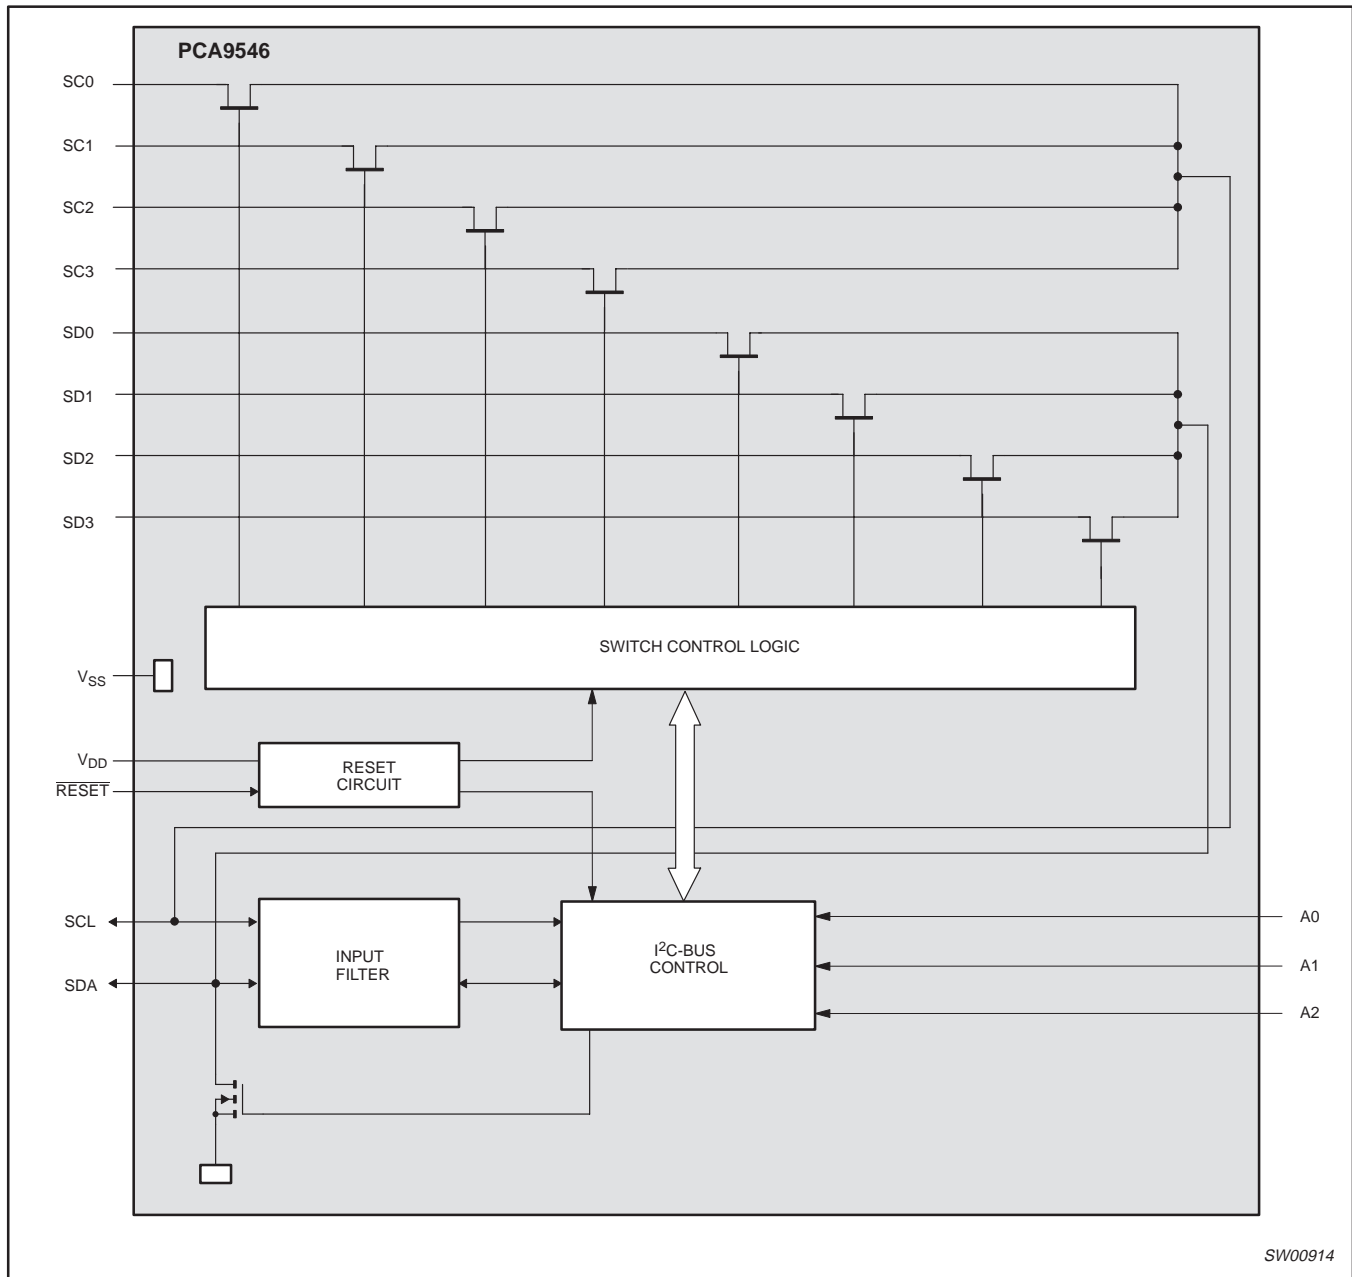 PCA9546
SC0
SC1
SC2
SC3
SD0
SD1
SD2
SD3
SWITCH CONTROL LOGIC
VSS
VDD
RESET
RESET
CIRCUIT
SCL
SDA
INPUT
FILTER
I²C-BUS
CONTROL
A0
A1
A2
SW00914